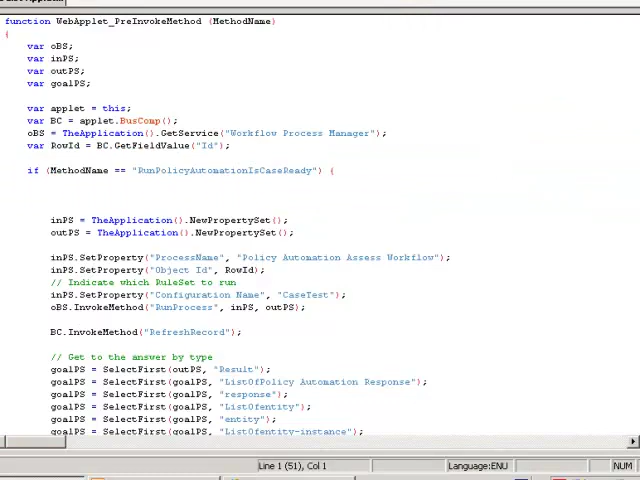 function WebApplet_PreInvokeMethod (MethodName)
{
var oBS;
var inPS;
var outPS;
var goalPS;
var applet = this;
var BC = applet.BusComp();
oBS = TheApplication().GetService("Workflow Process Manager");
var RowId = BC.GetFieldValue("Id");
if (MethodName == "RunPolicyAutomationIsCaseReady") {
inPS = TheApplication().NewPropertySet();
outPS = TheApplication().NewPropertySet();
inPS.SetProperty("ProcessName", "Policy Automation Assess Workflow");
inPS.SetProperty("Object Id", RowId);
// Indicate which RuleSet to run
inPS.SetProperty("Configuration Name", "CaseTest");
oBS.InvokeMethod("RunProcess", inPS, outPS);
BC.InvokeMethod("RefreshRecord");
// Get to the answer by type
goalPS = SelectFirst(outPS, "Result");
goalPS = SelectFirst(goalPS, "ListOfPolicy Automation Response");
goalPS = SelectFirst(goalPS, "response");
goalPS = SelectFirst(goalPS, "ListOfentity");
goalPS = SelectFirst(goalPS, "entity");
goalPS = SelectFirst(goalPS, "ListOfentity-instance");
Line 1 (51), Col 1
Language:ENU
NUM